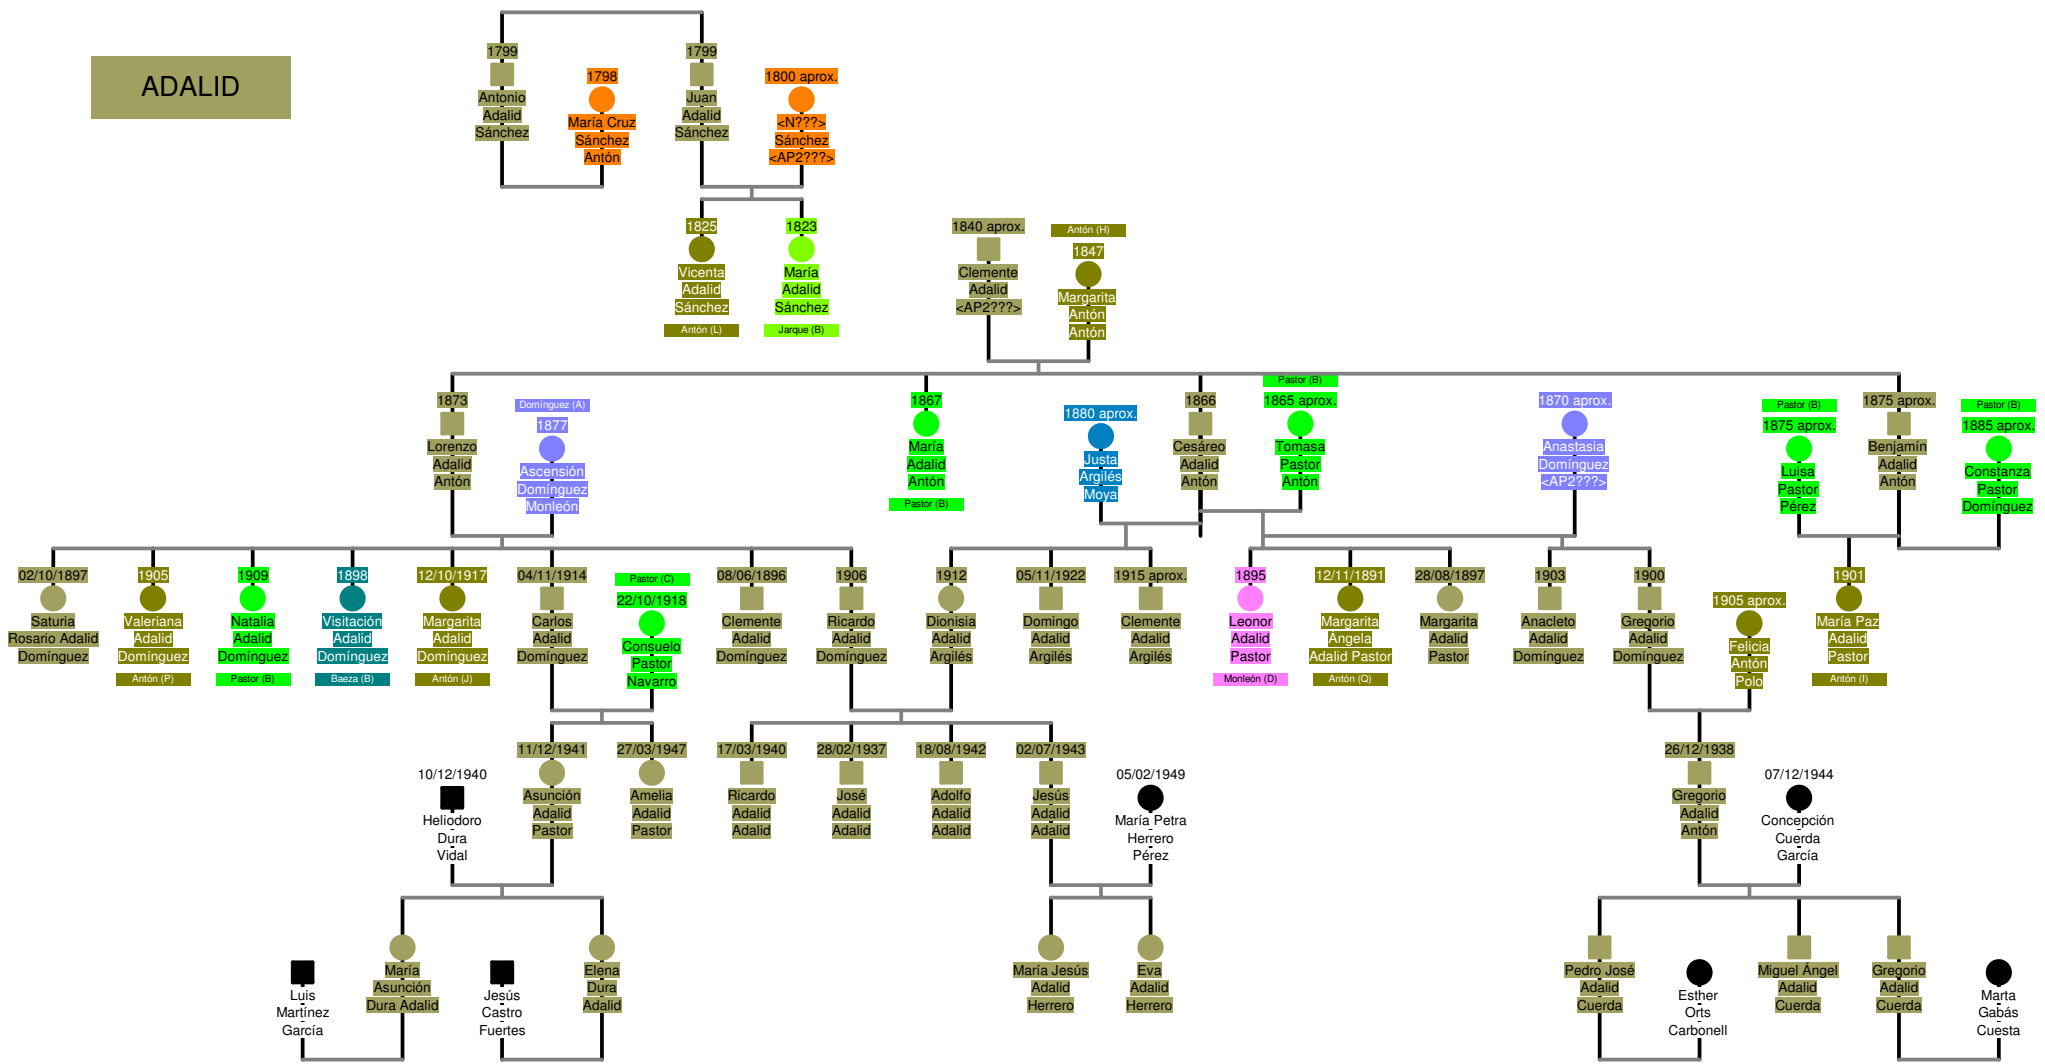 ADALID
1799
Antonio
Adalid
Sánchez
1798
María Cruz
Sánchez
Antón
1799
Juan
Adalid
Sánchez
1800 aprox.
<N???>
Sánchez
<AP2???>
1825
Vicenta
Adalid
Sánchez
Antón (L)
1823
María
Adalid
Sánchez
Jarque (B)
1840 aprox.
Clemente
Adalid
<AP2???>
Antón (H)
1847
Margarita
Antón
Antón
1873
Lorenzo
Adalid
Antón
Domínguez (A)
1877
Ascensión
Domínguez
Monleón
1867
María
Adalid
Antón
Pastor (B)
1880 aprox.
Justa
Argilés
Moya
1866
Cesáreo
Adalid
Antón
Pastor (B)
1865 aprox.
Tomasa
Pastor
Antón
1870 aprox.
Anastasia
Domínguez
<AP2???>
Pastor (B)
1875 aprox.
Luisa
Pastor
Pérez
1875 aprox.
Benjamín
Adalid
Antón
Pastor (B)
1885 aprox.
Constanza
Pastor
Domínguez
02/10/1897
Saturia
Rosario Adalid
Domínguez
1905
Valeriana
Adalid
Domínguez
Antón (P)
1909
Natalia
Adalid
Domínguez
Pastor (B)
1898
Visitación
Adalid
Domínguez
Baeza (B)
12/10/1917
Margarita
Adalid
Domínguez
Antón (J)
04/11/1914
Carlos
Adalid
Domínguez
Pastor (C)
22/10/1918
Consuelo
Pastor
Navarro
08/06/1896
Clemente
Adalid
Domínguez
1906
Ricardo
Adalid
Domínguez
1912
Dionisia
Adalid
Argilés
05/11/1922
Domingo
Adalid
Argilés
1915 aprox.
Clemente
Adalid
Argilés
1895
Leonor
Adalid
Pastor
Monleón (D)
12/11/1891
Margarita
Ángela
Adalid Pastor
Antón (Q)
28/08/1897
Margarita
Adalid
Pastor
1903
Anacleto
Adalid
Domínguez
1900
Gregorio
Adalid
Domínguez
1905 aprox.
Felicia
Antón
Polo
1901
María Paz
Adalid
Pastor
Antón (I)
10/12/1940
Heliodoro
Dura
Vidal
11/12/1941
Asunción
Adalid
Pastor
27/03/1947
Amelia
Adalid
Pastor
17/03/1940
Ricardo
Adalid
Adalid
28/02/1937
José
Adalid
Adalid
18/08/1942
Adolfo
Adalid
Adalid
02/07/1943
Jesús
Adalid
Adalid
05/02/1949
María Petra
Herrero
Pérez
26/12/1938
Gregorio
Adalid
Antón
07/12/1944
Concepción
Cuerda
García
Luis
Martínez
García
María
Asunción
Dura Adalid
Jesús
Castro
Fuertes
Elena
Dura
Adalid
María Jesús
Adalid
Herrero
Eva
Adalid
Herrero
Pedro José
Adalid
Cuerda
Esther
Orts
Carbonell
Miguel Ángel
Adalid
Cuerda
Gregorio
Adalid
Cuerda
Marta
Gabás
Cuesta